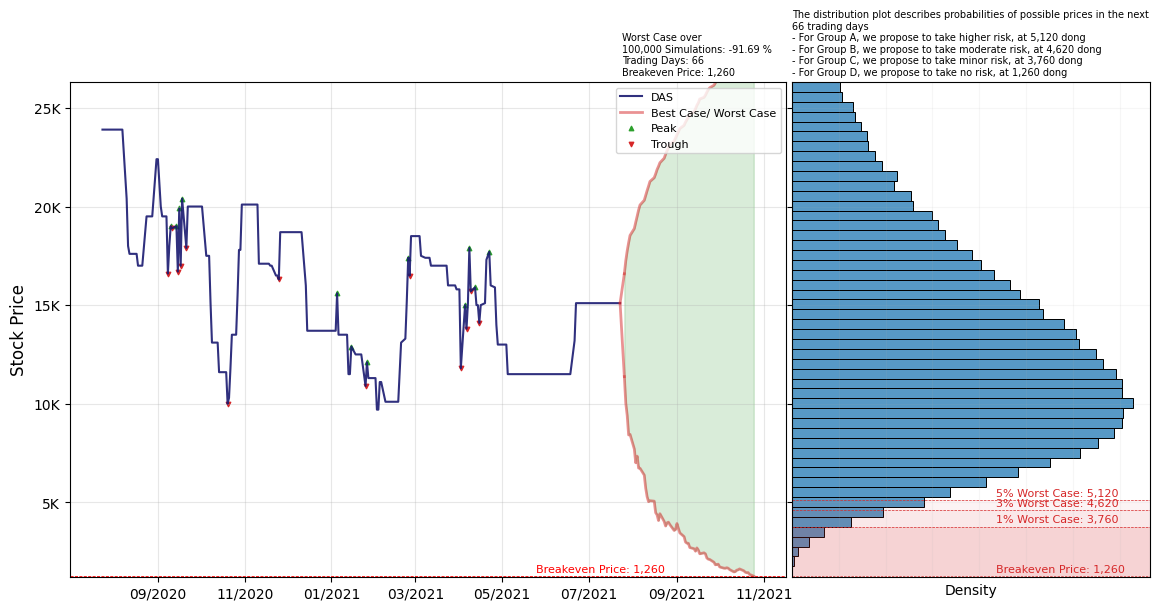 Worst Case over
100,000 Simulations: -91.69 %
Trading Days: 66
Breakeven Price: 1,260
The distribution plot describes probabilities of possible prices in the next
66 trading days
- For Group A, we propose to take higher risk, at 5,120 dong
- For Group B, we propose to take moderate risk, at 4,620 dong
- For Group C, we propose to take minor risk, at 3,760 dong
- For Group D, we propose to take no risk, at 1,260 dong
DAS
Best Case/ Worst Case
Peak
Trough
Stock Price
25K
20K
15K
10K
5K
Breakeven Price: 1,260
09/2020
11/2020
01/2021
03/2021
05/2021
07/2021
09/2021
11/2021
5% Worst Case: 5,120
3% Worst Case: 4,620
1% Worst Case: 3,760
Breakeven Price: 1,260
Density